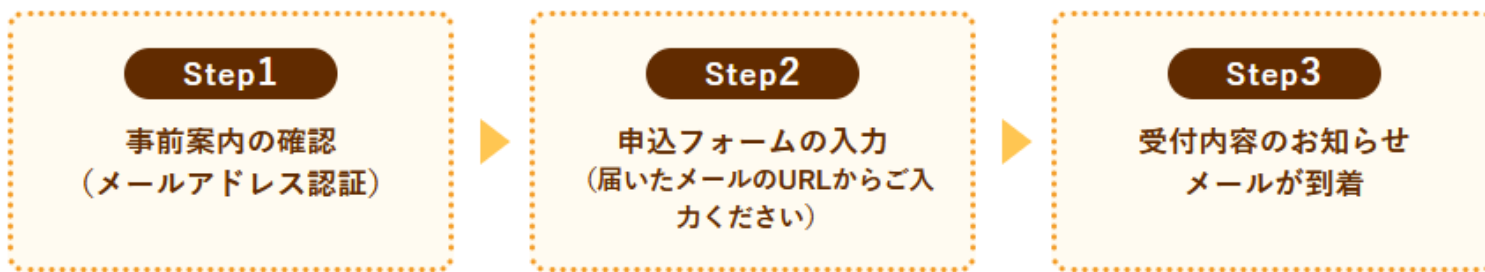 Step1
事前案内の確認
（メールアドレス認証）
Step2
申込フォームの入力
（届いたメールのURLからご入
力ください）
Step3
受付内容のお知らせ
メールが到着